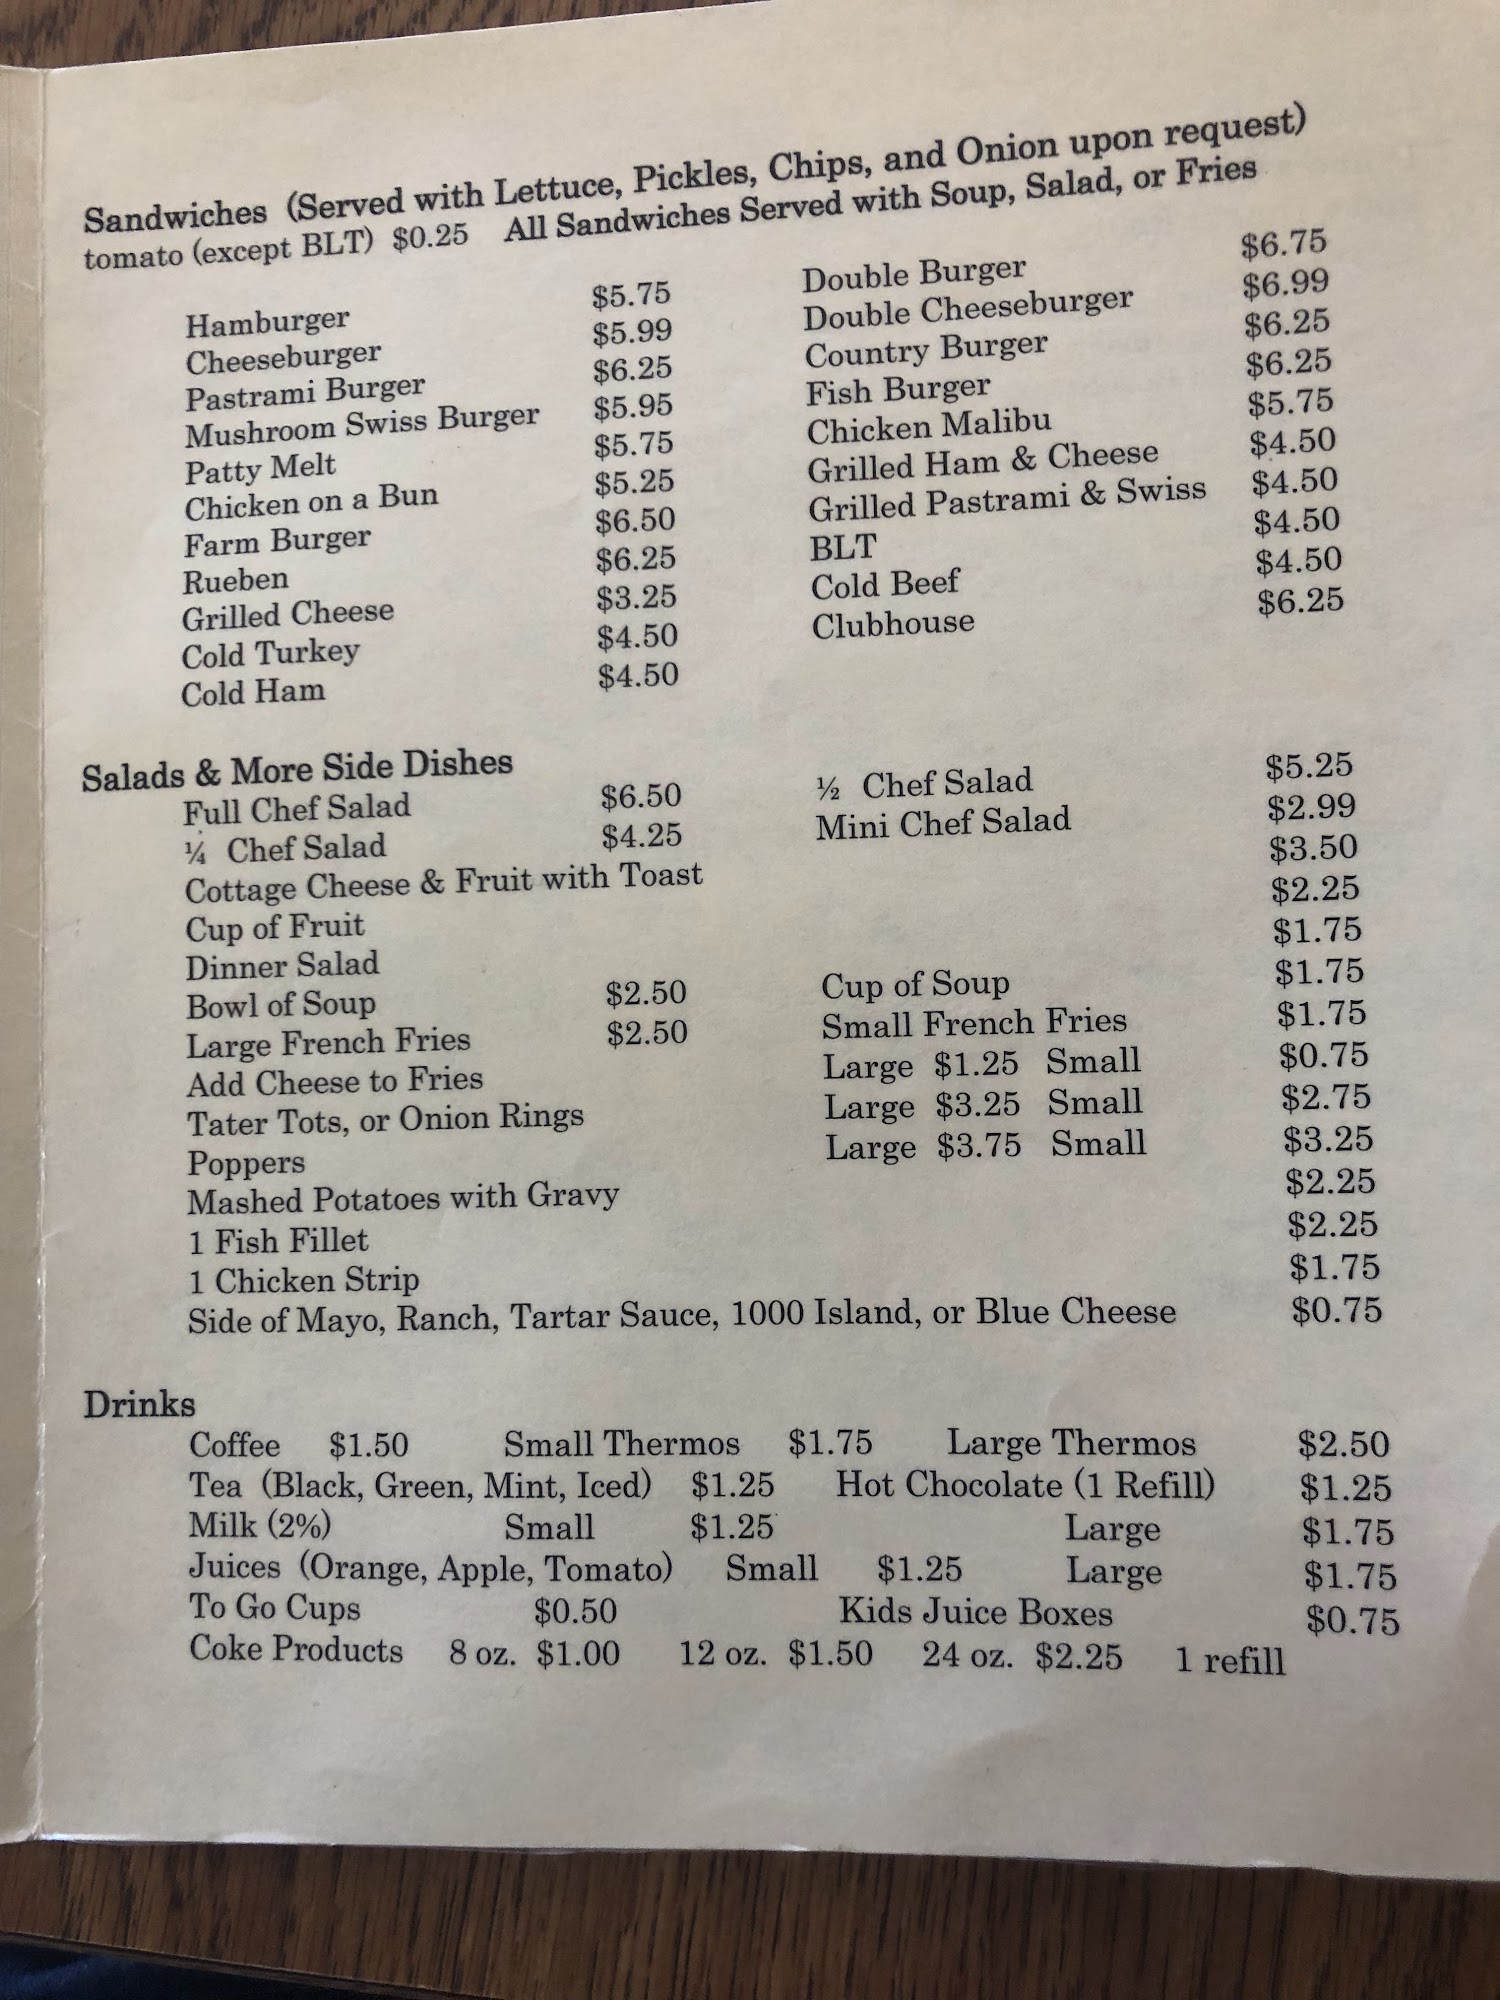 Sandwiches (Served with Lettuce, Pickles, Chips, and Onion upon request)
tomato (except BLT) $0.25 All Sandwiches Served with Soup, Salad, or Fries
Hamburger $5.75 Double Burger $6.75
Cheeseburger $5.99 Double Cheeseburger $6.99
Pastrami Burger $6.25 Country Burger $6.25
Mushroom Swiss Burger $5.95 Fish Burger $6.25
Patty Melt $5.75 Chicken Malibu $5.75
Chicken on a Bun $5.25 Grilled Ham & Cheese $4.50
Farm Burger $6.50 Grilled Pastrami & Swiss $4.50
Rueben $6.25 BLT $4.50
Grilled Cheese $3.25 Cold Beef $4.50
Cold Turkey $4.50 Clubhouse $6.25
Cold Ham $4.50
Salads & More Side Dishes
Full Chef Salad $6.50 ½ Chef Salad $5.25
¼ Chef Salad $4.25 Mini Chef Salad $2.99
Cottage Cheese & Fruit with Toast $3.50
Cup of Fruit $2.25
Dinner Salad $1.75
Bowl of Soup $2.50 Cup of Soup $1.75
Large French Fries $2.50 Small French Fries $1.75
Add Cheese to Fries Large $1.25 Small $0.75
Tater Tots, or Onion Rings Large $3.25 Small $2.75
Poppers Large $3.75 Small $3.25
Mashed Potatoes with Gravy $2.25
1 Fish Fillet $2.25
1 Chicken Strip $1.75
Side of Mayo, Ranch, Tartar Sauce, 1000 Island, or Blue Cheese $0.75
Drinks
Coffee $1.50 Small Thermos $1.75 Large Thermos $2.50
Tea (Black, Green, Mint, Iced) $1.25 Hot Chocolate (1 Refill) $1.25
Milk (2%) Small $1.25 Large $1.75
Juices (Orange, Apple, Tomato) Small $1.25 Large $1.75
To Go Cups $0.50 Kids Juice Boxes $0.75
Coke Products 8 oz. $1.00 12 oz. $1.50 24 oz. $2.25 1 refill